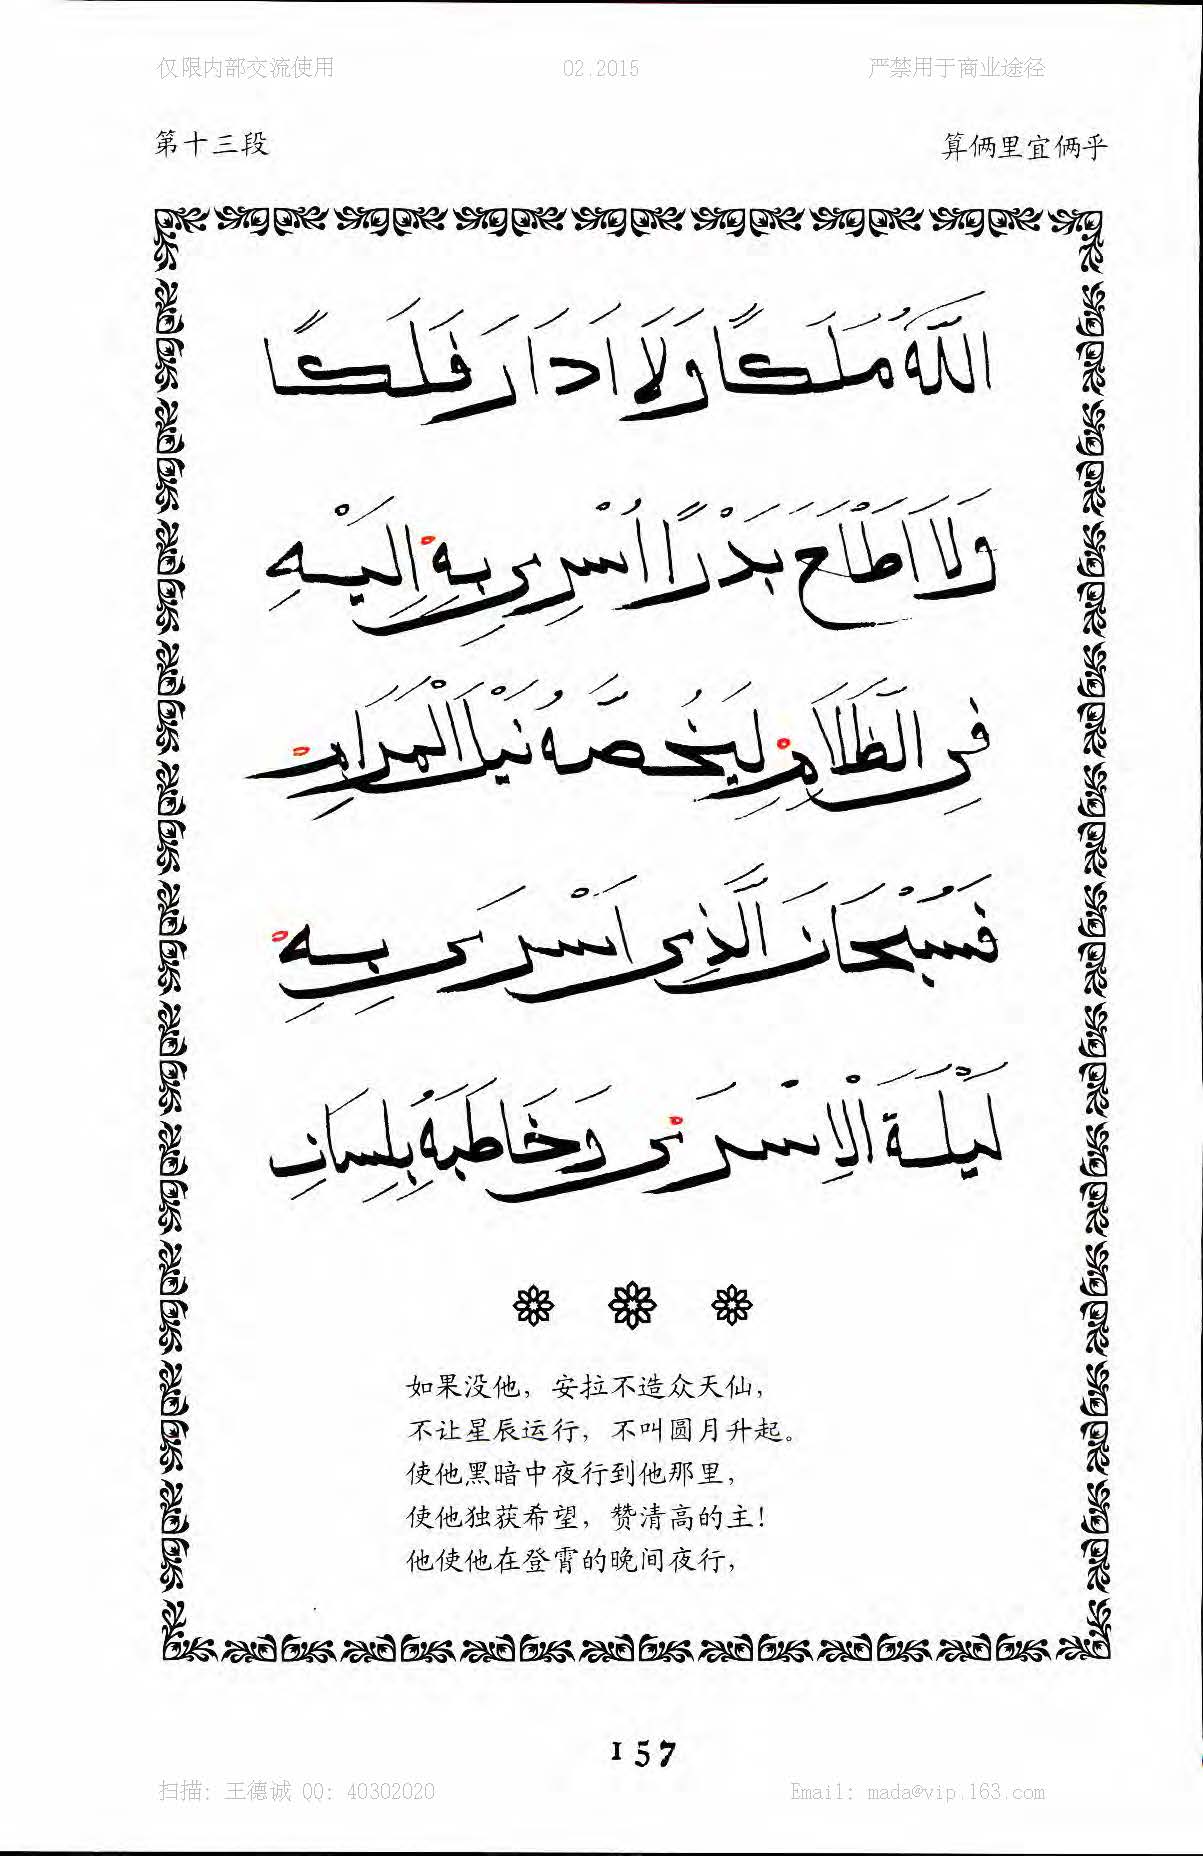 仅限内部交流使用 02.2015 严禁用于商业途径
第十三段 算俩里宜俩乎
اللَّهُ مَلَكًا وَلَا اَدَارَ فَلَكًا
وَلَا اَطْلَعَ بَدْرًا اُسْرِي بِهِ اِلَيْهِ
فِي الظَّلَامِ لِيَخُصَّهُ نَيْلَ الْمَرَامِ
فَسُبْحَانَ الَّذِي اَسْرَى بِهِ
لَيْلَةَ الْاِسْرَى وَخَاطَبَهُ بِلِسَانِ
如果没他，安拉不造众天仙，
不让星辰运行，不叫圆月升起。
使他黑暗中夜行到他那里，
使他独获希望，赞清高的主！
他使他在登霄的晚间夜行，
157
扫描: 王德诚 QQ: 40302020 Email: mada@vip.163.com